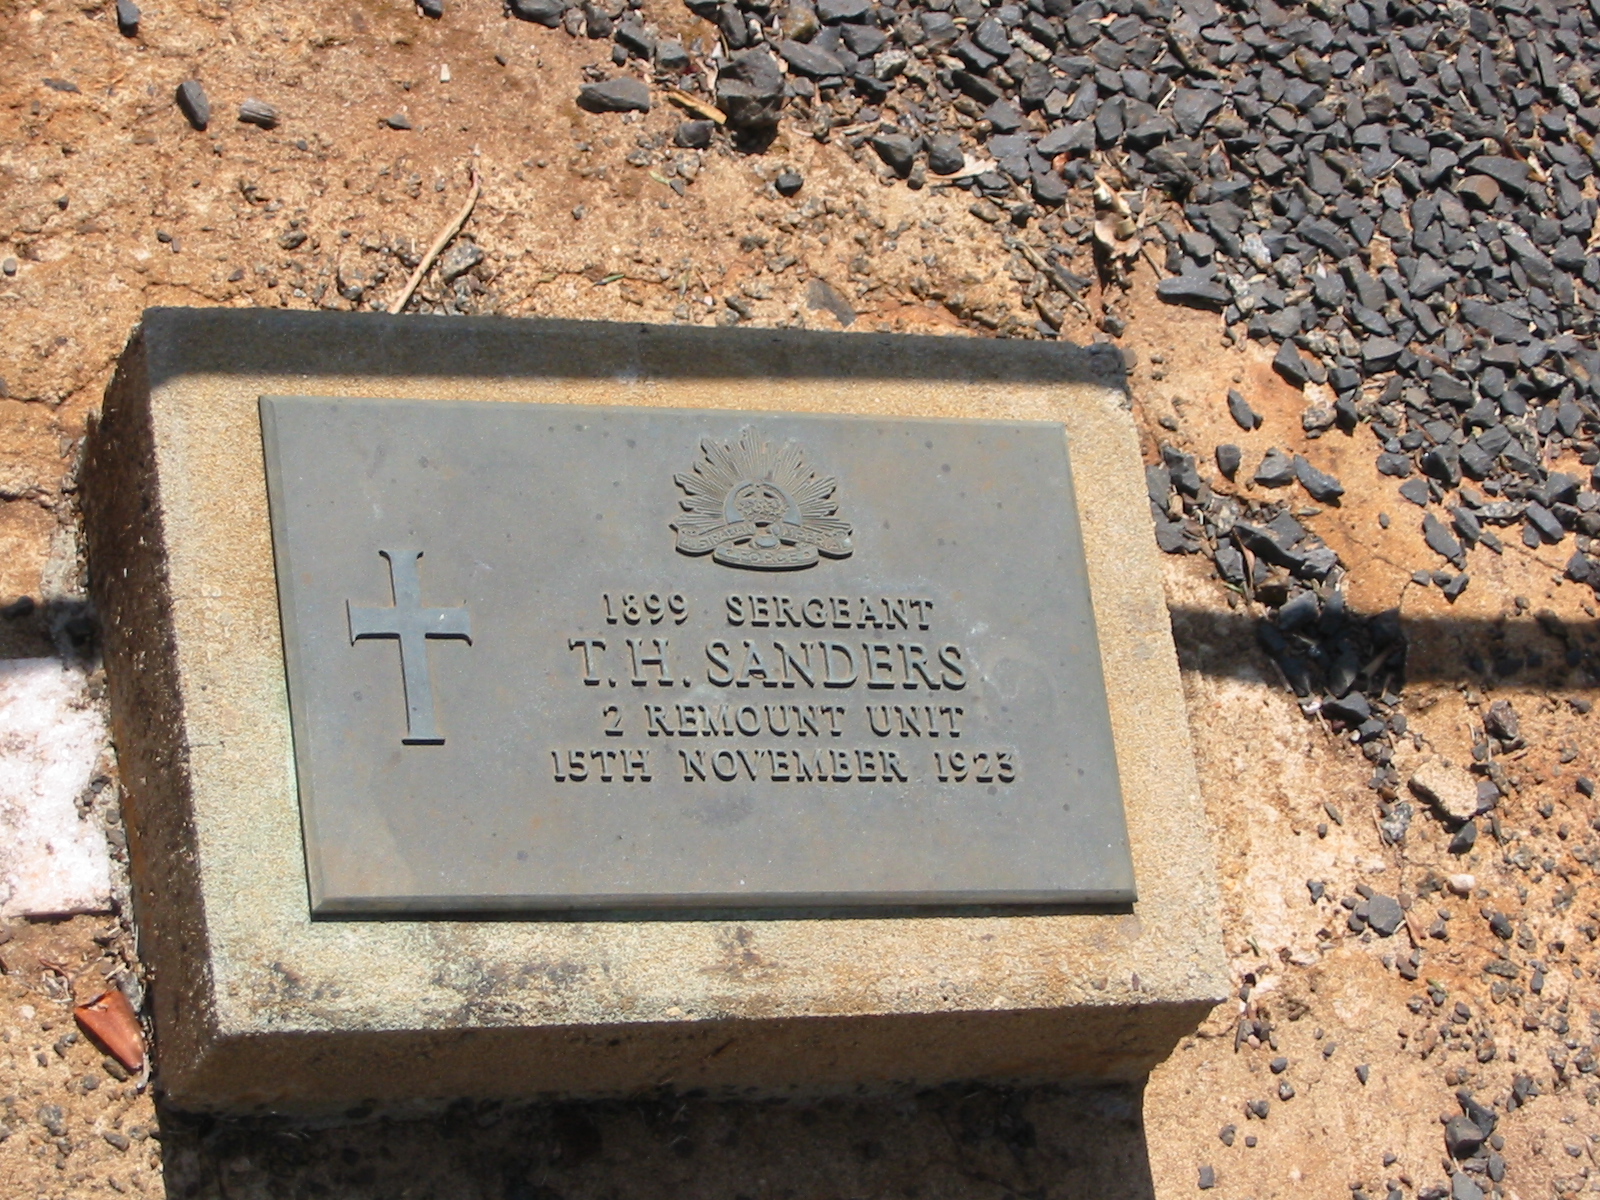 1899 SERGEANT
T. H. SANDERS
2 REMOUNT UNIT
15TH NOVEMBER 1923